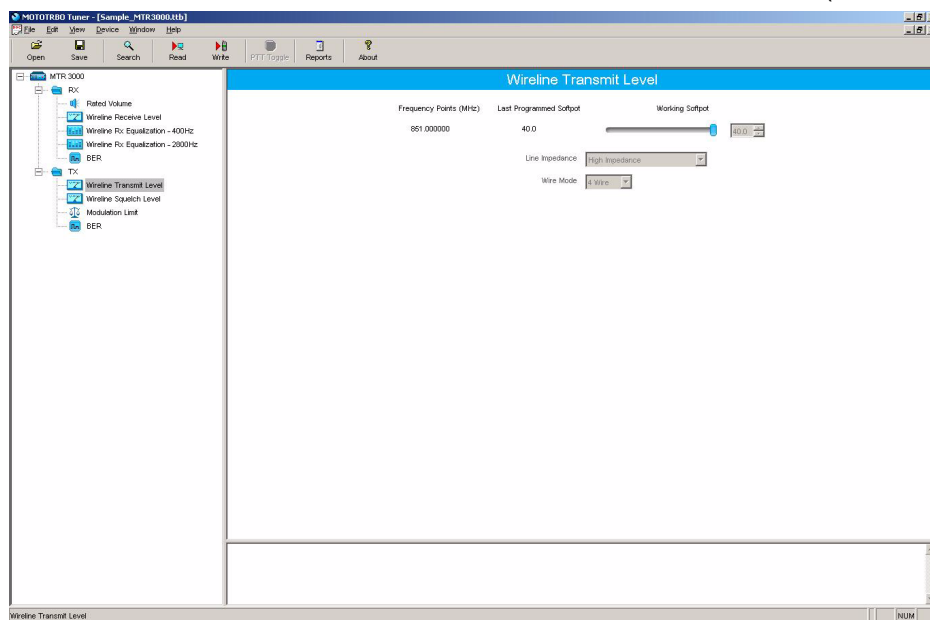 MOTOTRBO Tuner - [Sample_MTR3000.ttb]
File Edit View Device Window Help
Open Save Search Read Write PTT Toggle Reports About
MTR 3000
RX
Rated Volume
Wireline Receive Level
Wireline Rx Equalization - 400Hz
Wireline Rx Equalization - 2800Hz
BER
TX
Wireline Transmit Level
Wireline Squelch Level
Modulation Limit
BER
Wireline Transmit Level
Frequency Points (MHz) Last Programmed Softpot Working Softpot
851.000000 40.0 40.0
Line Impedance High Impedance
Wire Mode 4 Wire
Wireline Transmit Level NUM